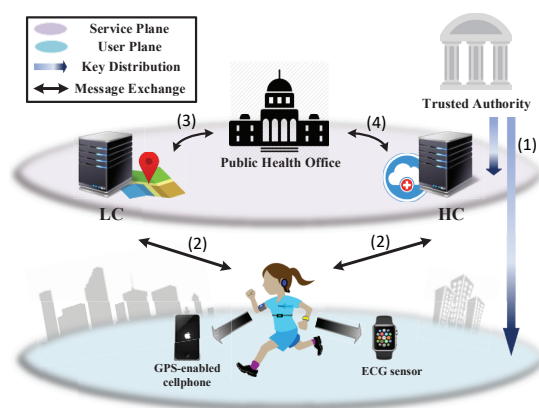 Service Plane
User Plane
Key Distribution
Message Exchange
Trusted Authority
(3)
(4)
(1)
Public Health Office
LC
HC
(2)
(2)
GPS-enabled
cellphone
ECG sensor